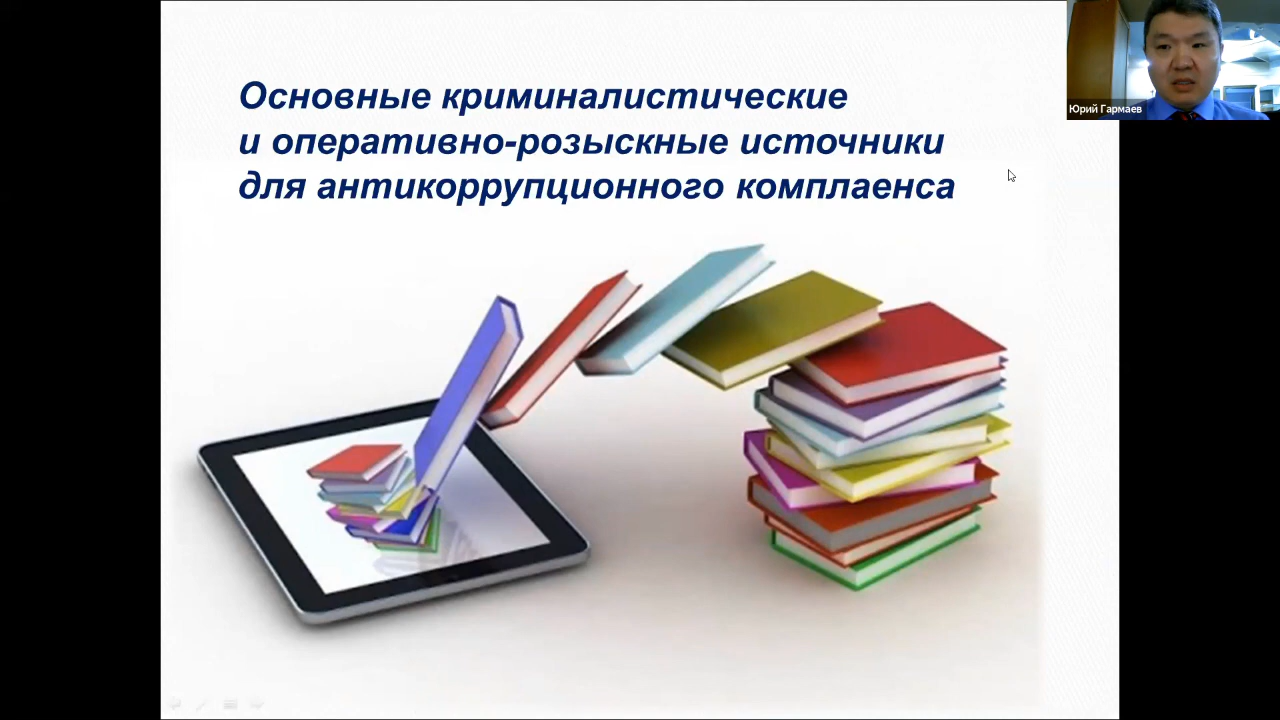 Основные криминалистические
и оперативно-розыскные источники
для антикоррупционного комплаенса
Юрий Гармаев